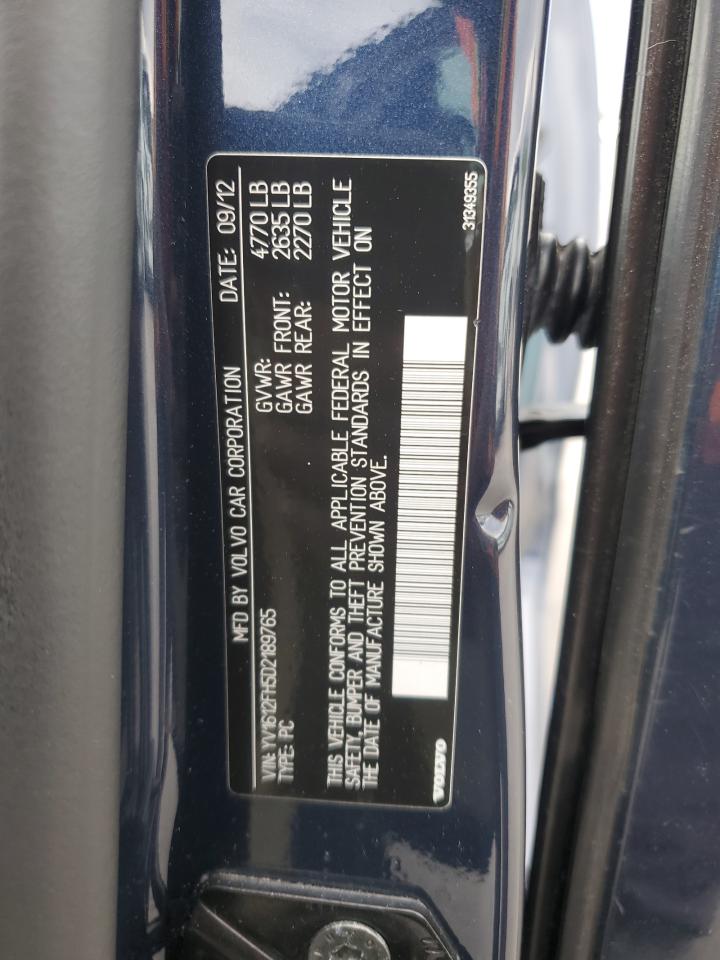 MFD BY VOLVO CAR CORPORATION DATE: 09/12
VIN: YV1612FH5D2189765 GVWR: 4770 LB
TYPE: PC GAWR FRONT: 2635 LB
GAWR REAR: 2270 LB
THIS VEHICLE CONFORMS TO ALL APPLICABLE FEDERAL MOTOR VEHICLE
SAFETY, BUMPER AND THEFT PREVENTION STANDARDS IN EFFECT ON
THE DATE OF MANUFACTURE SHOWN ABOVE.
VOLVO 31349355